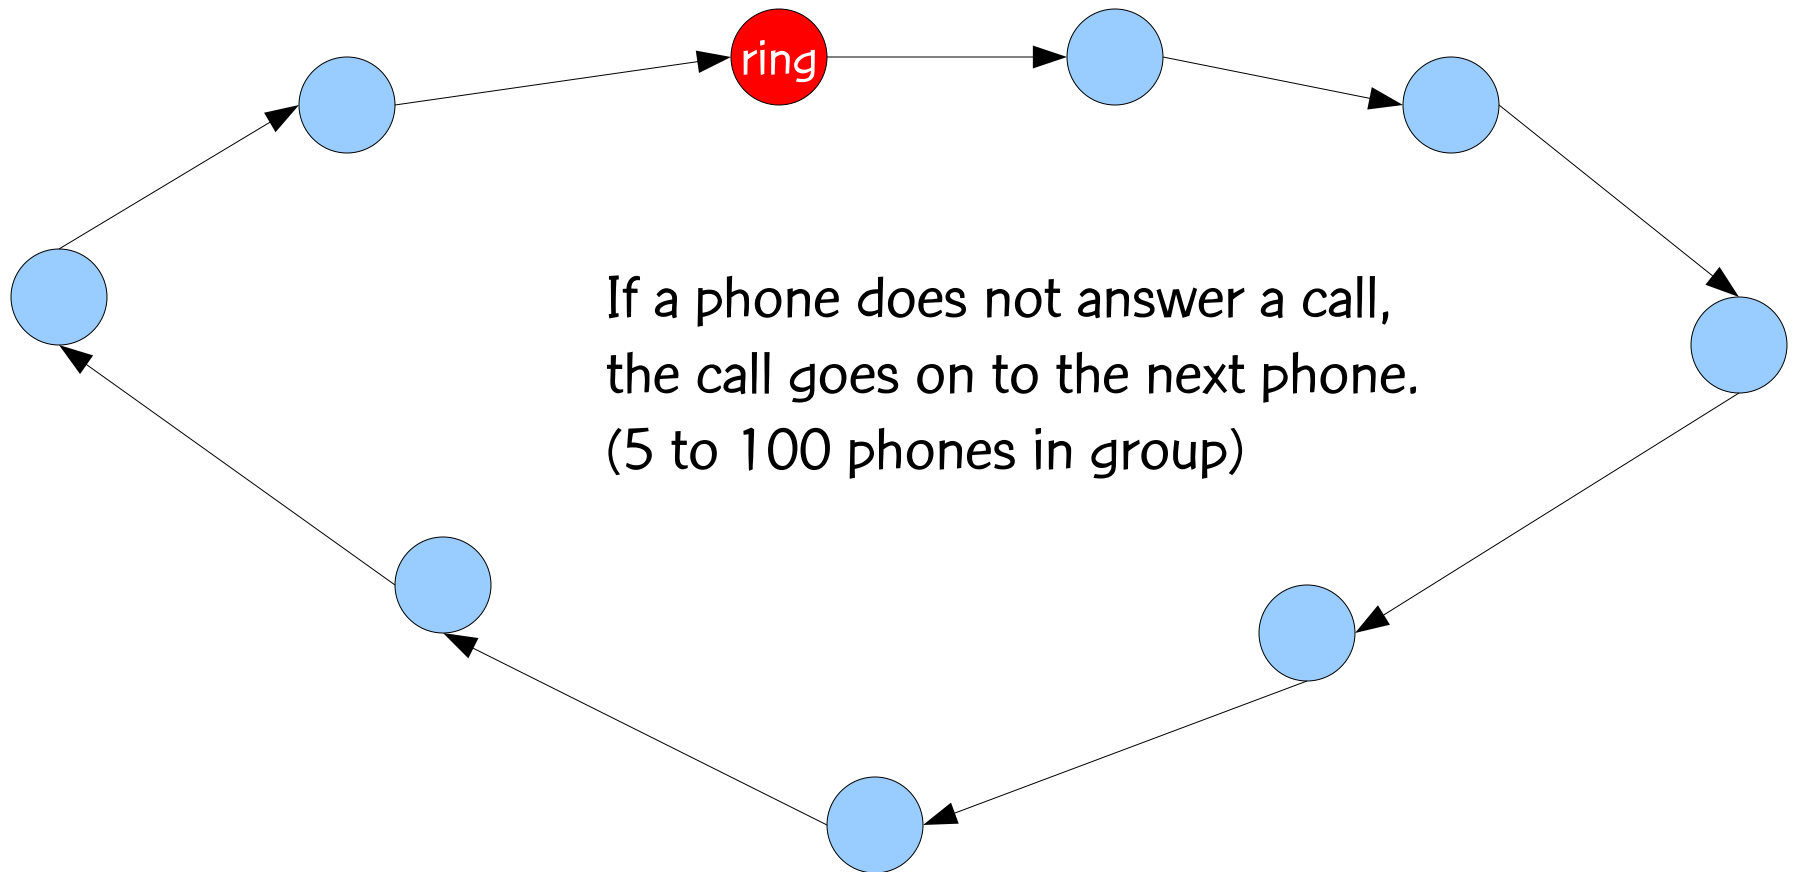 ring
If a phone does not answer a call,
the call goes on to the next phone.
(5 to 100 phones in group)